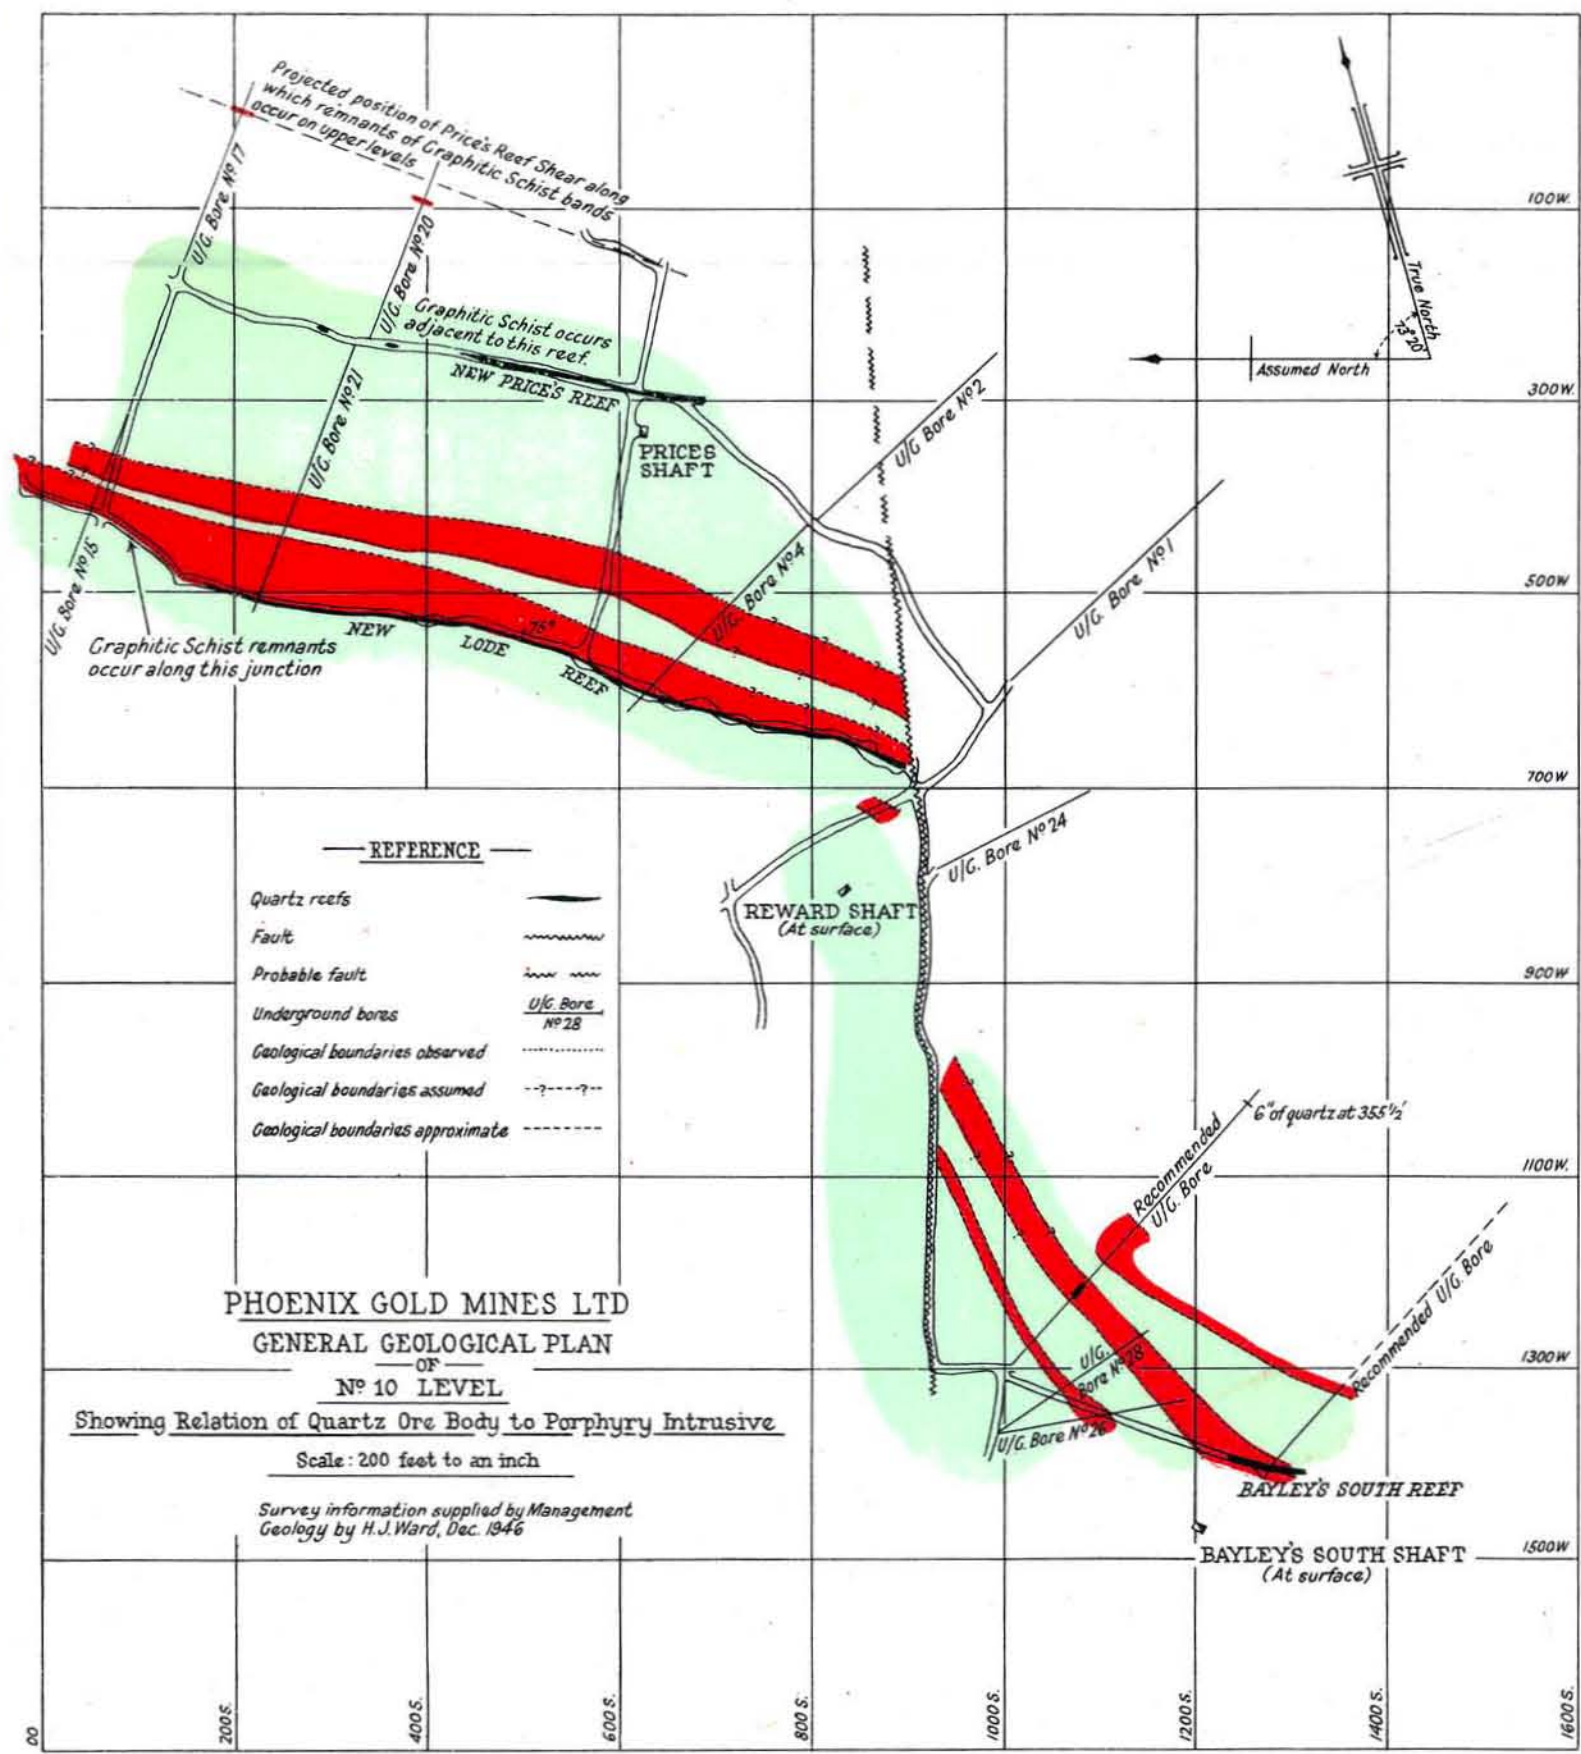 Projected position of Price's Reef Shear along
which remnants of Graphitic Schist bands
occur on upper levels
U/G. Bore Nº 17
U/G. Bore Nº 20
100W.
True North
73º20'
Assumed North
Graphitic Schist occurs
adjacent to this reef.
NEW PRICE'S REEF
300W.
U/G. Bore Nº 21
U/G. Bore Nº 2
PRICES
SHAFT
U/G. Bore Nº 15
U/G. Bore Nº 4
U/G. Bore Nº 1
500W
Graphitic Schist remnants
occur along this junction
NEW LODE REEF
75º
700W
U/G. Bore Nº 24
REWARD SHAFT
(At surface)
REFERENCE
Quartz reefs
Fault
Probable fault
Underground bores
U/G. Bore
Nº 28
Geological boundaries observed
Geological boundaries assumed
--?----?--
Geological boundaries approximate
900W
6" of quartz at 355½'
Recommended
U/G. Bore
1100W.
Recommended U/G. Bore
U/G.
Bore Nº 28
1300W
U/G. Bore Nº 26
BAYLEY'S SOUTH REEF
BAYLEY'S SOUTH SHAFT
(At surface)
1500W
PHOENIX GOLD MINES LTD
GENERAL GEOLOGICAL PLAN
OF
Nº 10 LEVEL
Showing Relation of Quartz Ore Body to Porphyry Intrusive
Scale: 200 feet to an inch
Survey information supplied by Management
Geology by H.J. Ward, Dec. 1946
00
200S.
400S.
600S.
800S.
1000S.
1200S.
1400S.
1600S.